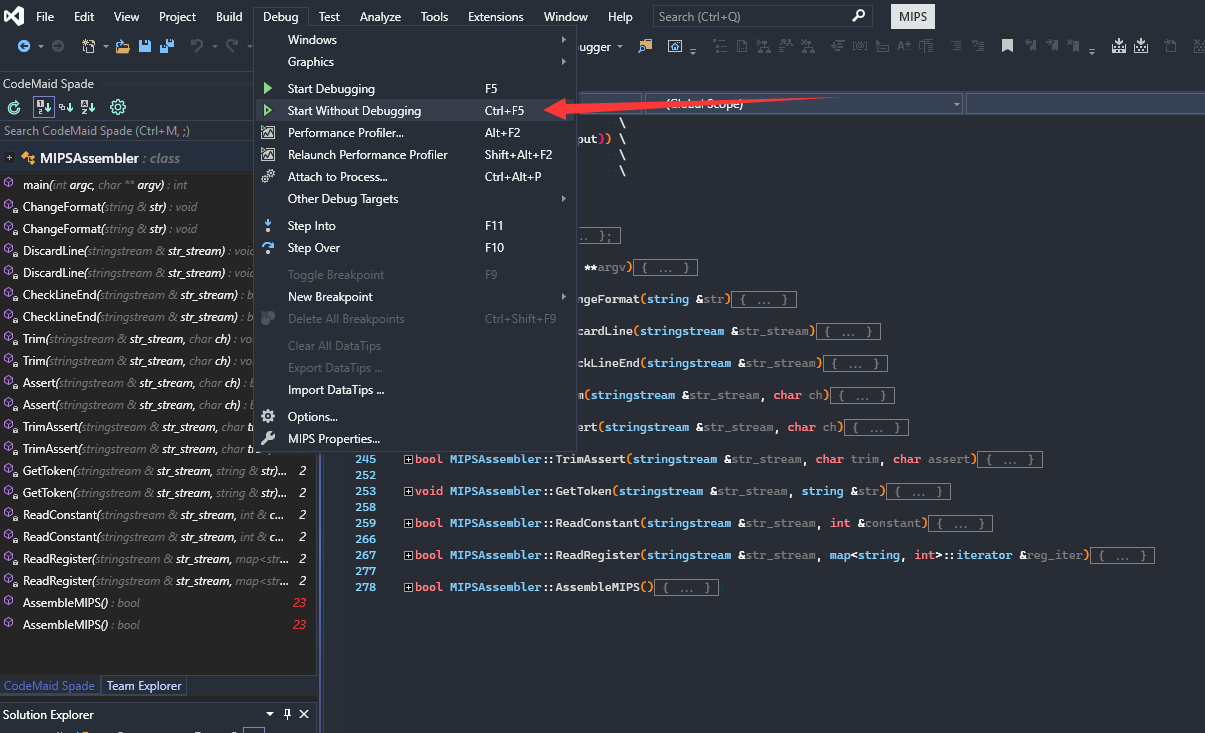 File Edit View Project Build Debug Test Analyze Tools Extensions Window Help Search (Ctrl+Q) MIPS
Windows
Graphics
Start Debugging F5
Start Without Debugging Ctrl+F5
Performance Profiler... Alt+F2
Relaunch Performance Profiler Shift+Alt+F2
Attach to Process... Ctrl+Alt+P
Other Debug Targets
Step Into F11
Step Over F10
Toggle Breakpoint F9
New Breakpoint
Delete All Breakpoints Ctrl+Shift+F9
Clear All DataTips
Export DataTips ...
Import DataTips ...
Options...
MIPS Properties...
ugger
CodeMaid Spade
Search CodeMaid Spade (Ctrl+M, ;)
MIPSAssembler : class
main(int argc, char ** argv) : int
ChangeFormat(string & str) : void
ChangeFormat(string & str) : void
DiscardLine(stringstream & str_stream) : voic
DiscardLine(stringstream & str_stream) : voic
CheckLineEnd(stringstream & str_stream) : b
CheckLineEnd(stringstream & str_stream) : b
Trim(stringstream & str_stream, char ch) : vo
Trim(stringstream & str_stream, char ch) : vo
Assert(stringstream & str_stream, char ch) : b
Assert(stringstream & str_stream, char ch) : b
TrimAssert(stringstream & str_stream, char t
TrimAssert(stringstream & str_stream, char tri... 2
GetToken(stringstream & str_stream, string & str)... 2
GetToken(stringstream & str_stream, string & str)... 2
ReadConstant(stringstream & str_stream, int & c... 2
ReadConstant(stringstream & str_stream, int & c... 2
ReadRegister(stringstream & str_stream, map<str... 2
ReadRegister(stringstream & str_stream, map<str... 2
AssembleMIPS() : bool 23
AssembleMIPS() : bool 23
CodeMaid Spade Team Explorer
Solution Explorer
(Global Scope)
\
put)) \
\
\
.. };
**argv){ ... }
ngeFormat(string &str){ ... }
cardLine(stringstream &str_stream){ ... }
ckLineEnd(stringstream &str_stream){ ... }
m(stringstream &str_stream, char ch){ ... }
ert(stringstream &str_stream, char ch){ ... }
245 bool MIPSAssembler::TrimAssert(stringstream &str_stream, char trim, char assert){ ... }
252
253 void MIPSAssembler::GetToken(stringstream &str_stream, string &str){ ... }
258
259 bool MIPSAssembler::ReadConstant(stringstream &str_stream, int &constant){ ... }
266
267 bool MIPSAssembler::ReadRegister(stringstream &str_stream, map<string, int>::iterator &reg_iter){ ... }
277
278 bool MIPSAssembler::AssembleMIPS(){ ... }